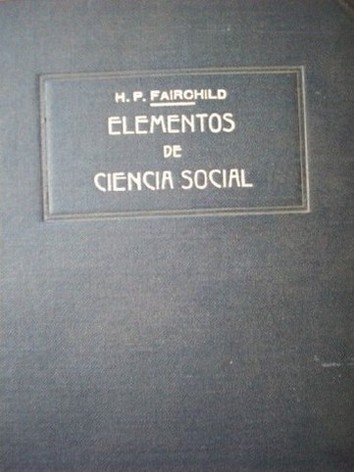 H. P. FAIRCHILD
ELEMENTOS
DE
CIENCIA SOCIAL